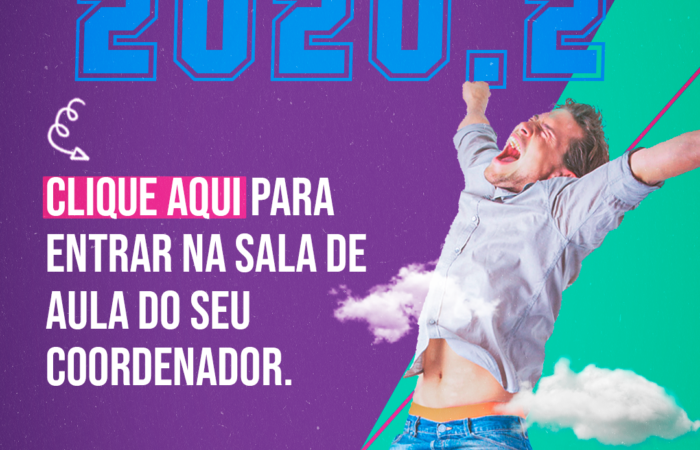 2020.2
CLIQUE AQUI PARA
ENTRAR NA SALA DE
AULA DO SEU
COORDENADOR.